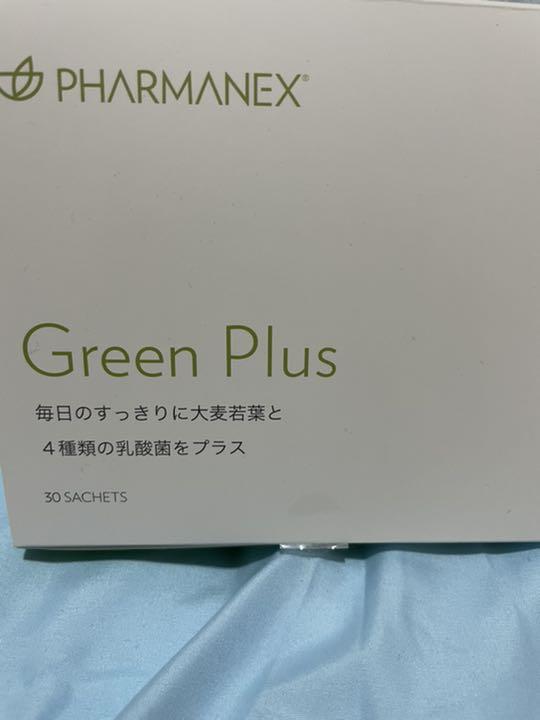 PHARMANEX®
Green Plus
毎日のすっきりに大麦若葉と
４種類の乳酸菌をプラス
30 SACHETS